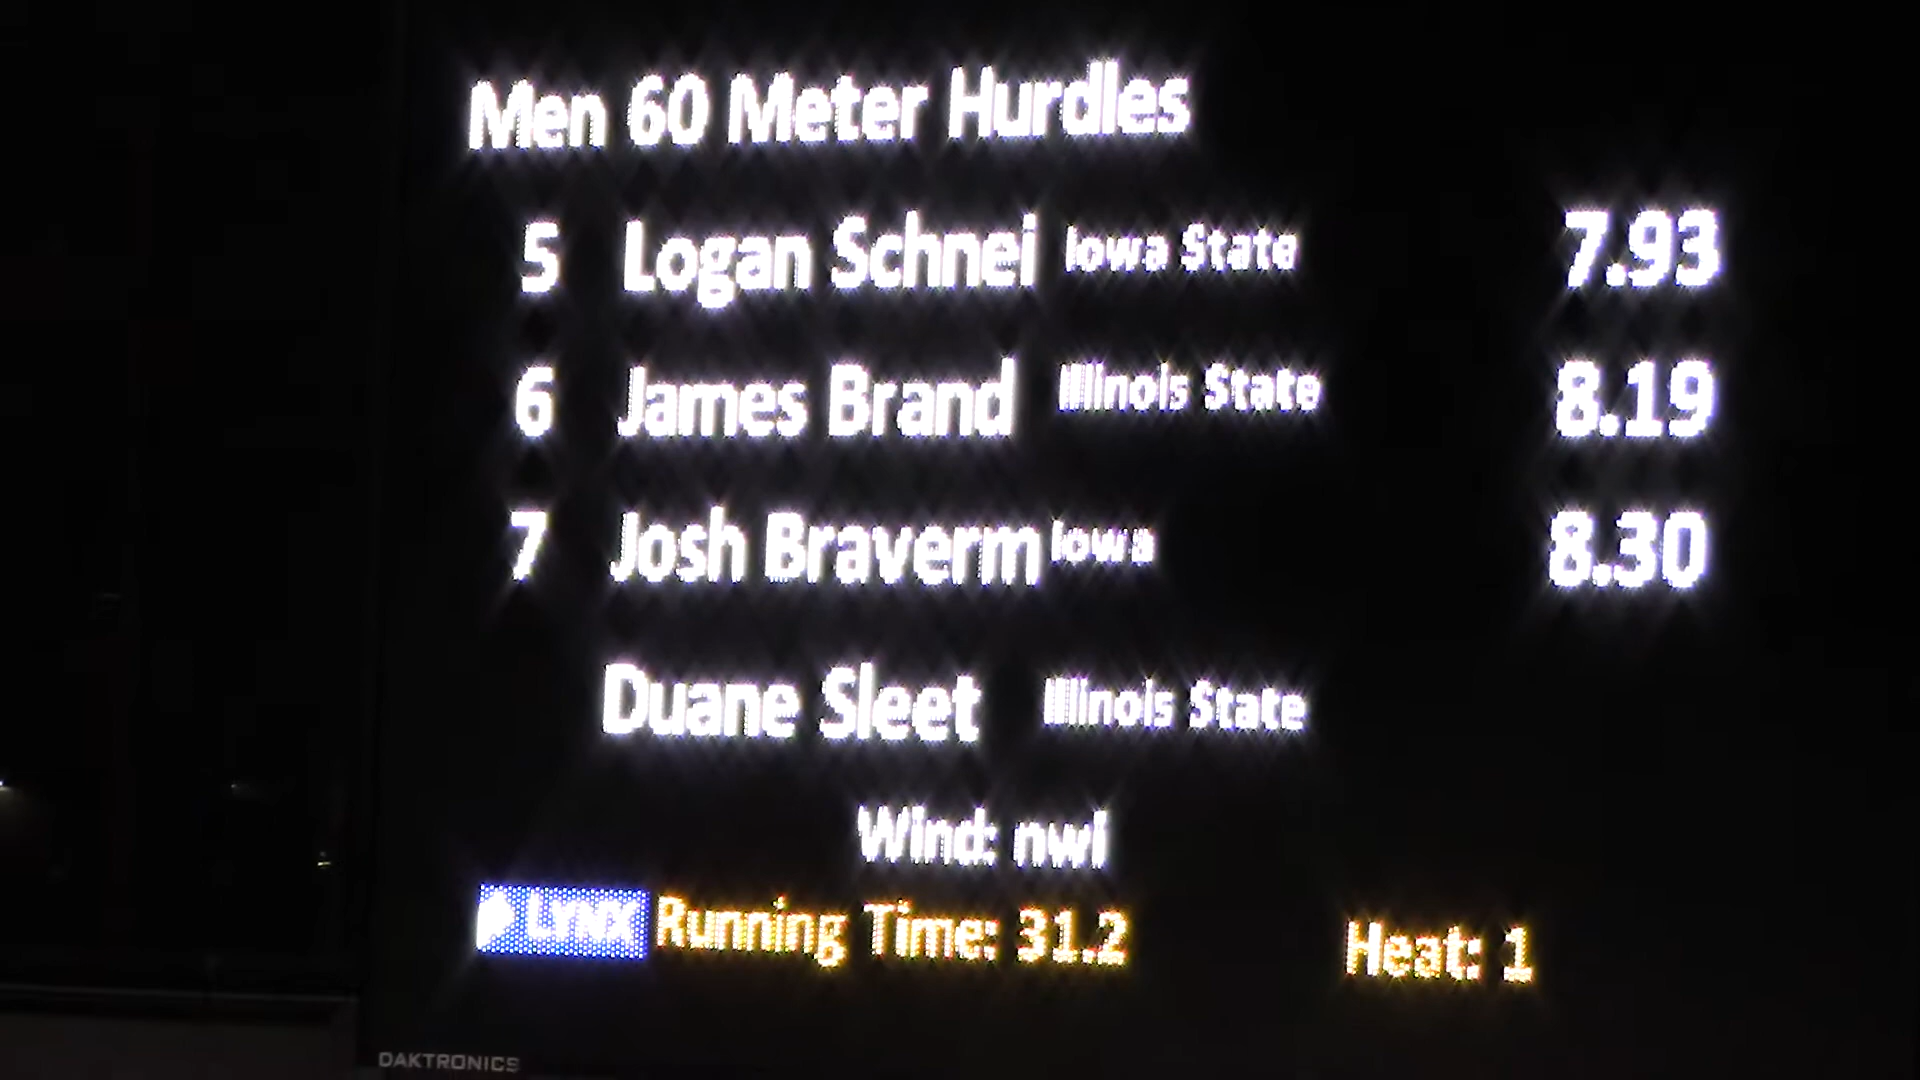 Men 60 Meter Hurdles
5 Logan Schnei Iowa State 7.93
6 James Brand Illinois State 8.19
7 Josh Braverm Iowa 8.30
Duane Sleet Illinois State
Wind: nwi
LYNX Running Time: 31.2 Heat: 1
DAKTRONICS